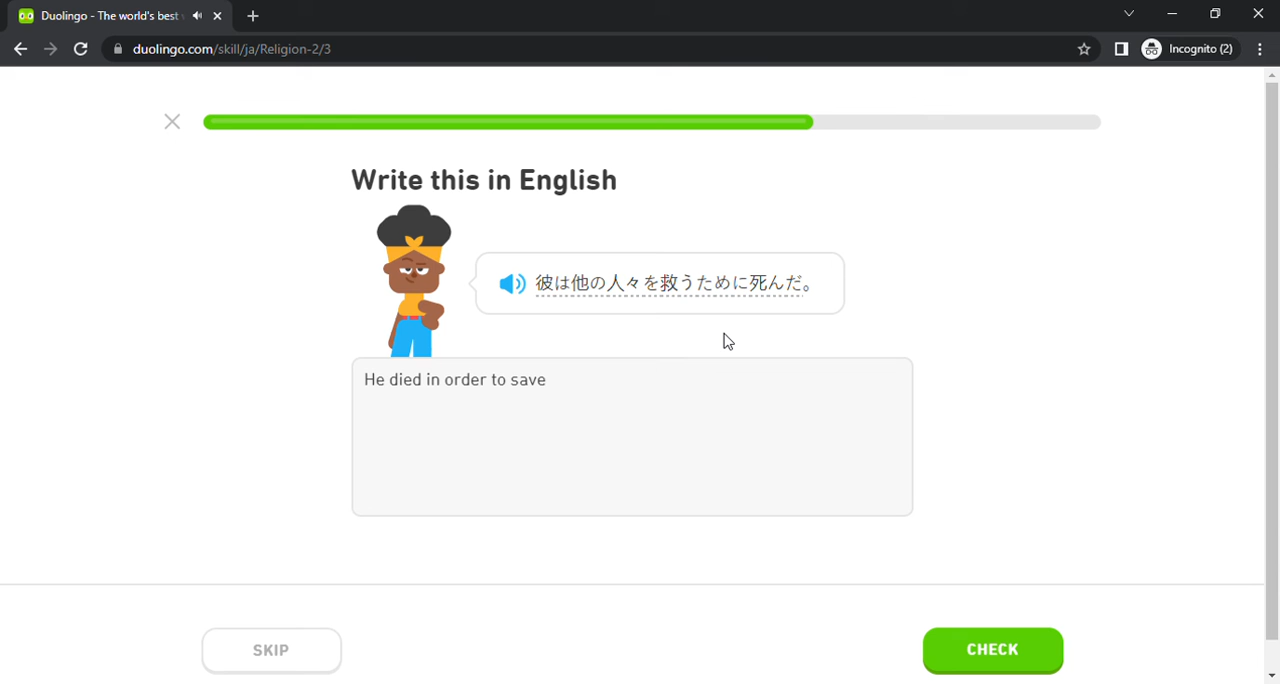 Duolingo - The world's best
duolingo.com/skill/ja/Religion-2/3
Incognito (2)
Write this in English
彼は他の人々を救うために死んだ。
He died in order to save
SKIP
CHECK